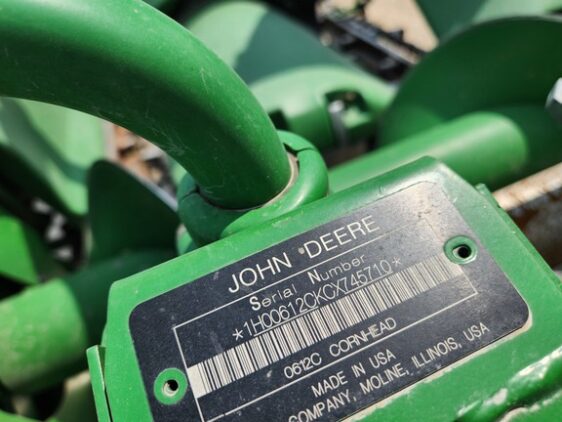 JOHN DEERE
Serial Number
*1H00612CKCX745710*
0612C CORNHEAD
MADE IN USA
COMPANY, MOLINE, ILLINOIS, USA